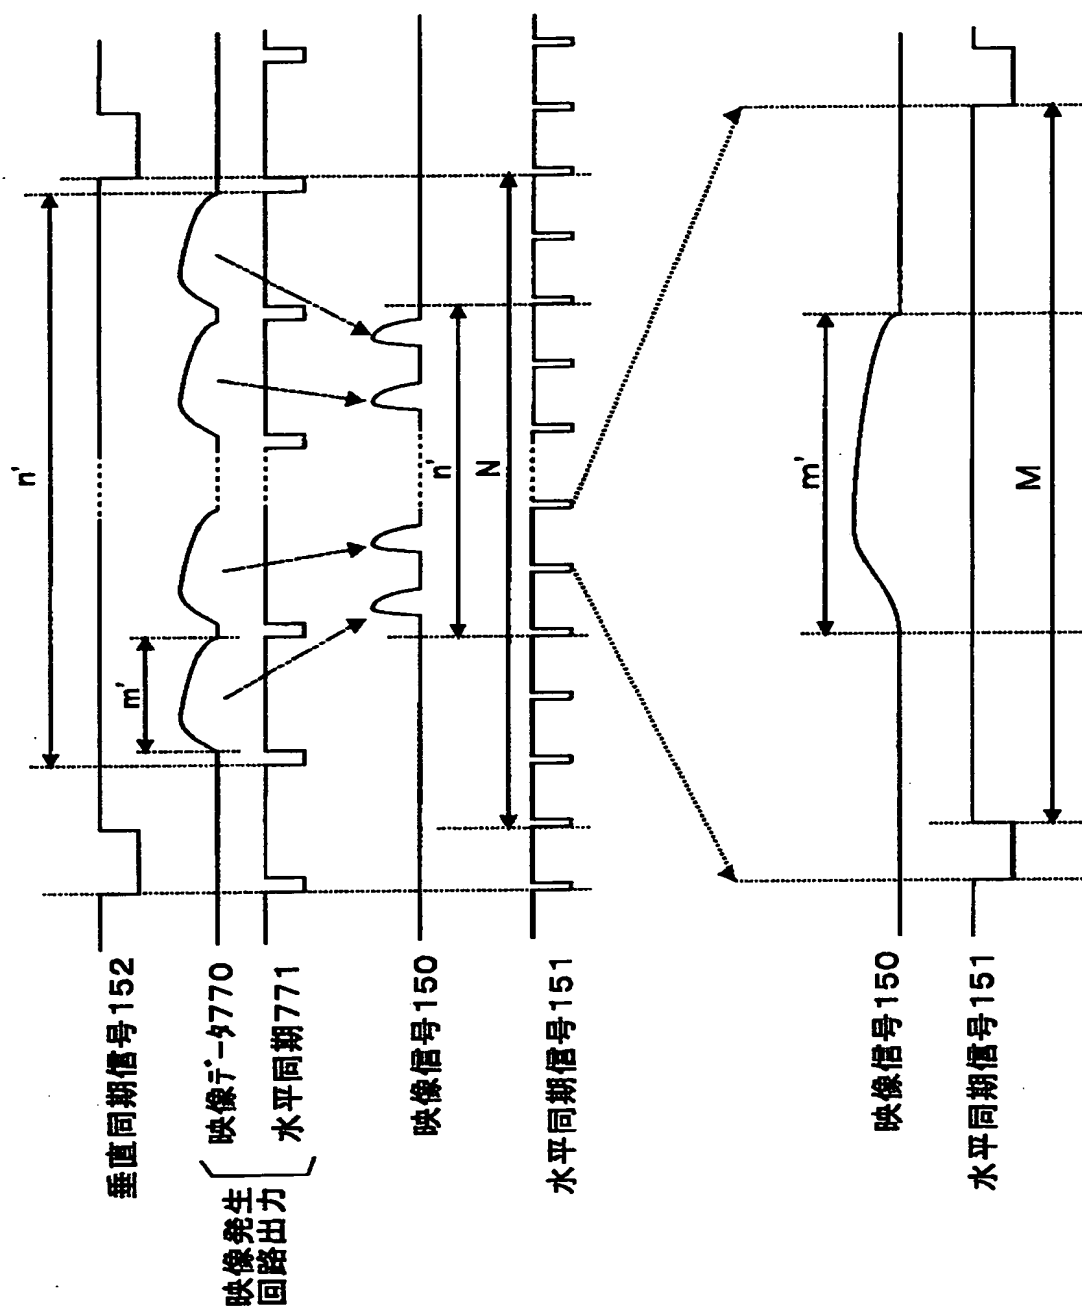 垂直同期信号152
n'
映像発生
回路出力
映像データ770
m'
水平同期771
映像信号150
n'
N
水平同期信号151
映像信号150
m'
水平同期信号151
M